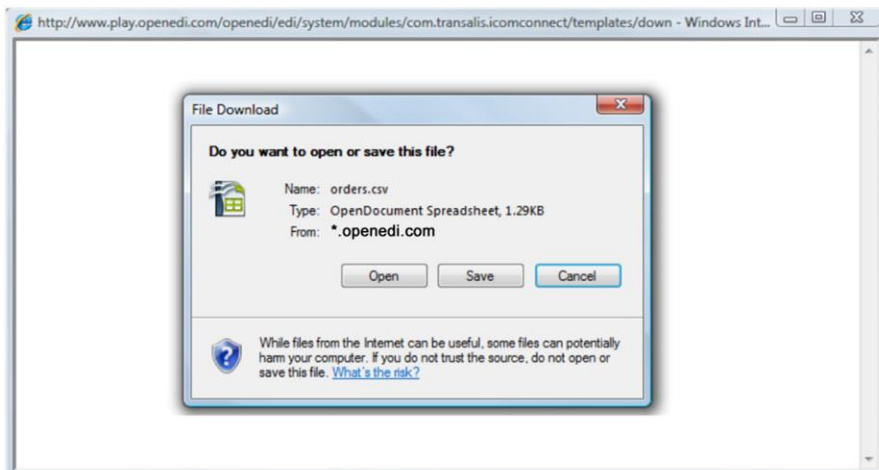 http://www.play.openedi.com/openedi/edi/system/modules/com.transalis.icomconnect/templates/down - Windows Int...
File Download
Do you want to open or save this file?
Name: orders.csv
Type: OpenDocument Spreadsheet, 1.29KB
From: *.openedi.com
Open Save Cancel
While files from the Internet can be useful, some files can potentially
harm your computer. If you do not trust the source, do not open or
save this file. What's the risk?